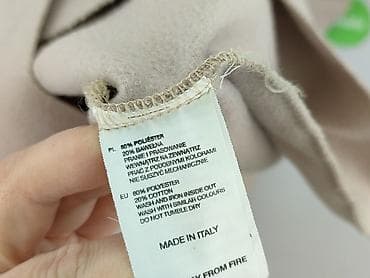 PL 80% POLIÉSTER
20% BAWEŁNA
PRANIE I PRASOWANIE
WEWNĄTRZ NA ZEWNĄTRZ
PRAĆ Z PODOBNYMI KOLORAMI
NIE SUSZYĆ MECHANICZNIE
EU 80% POLYESTER
20% COTTON
WASH AND IRON INSIDE OUT
WASH WITH SIMILAR COLOURS
DO NOT TUMBLE DRY
MADE IN ITALY
FROM FIRE